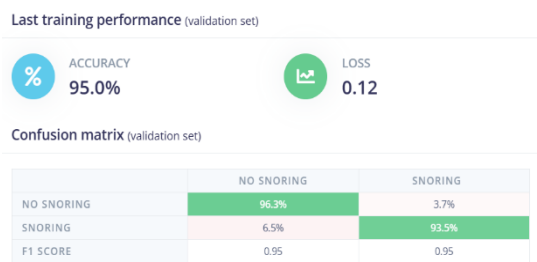 Last training performance (validation set)
% ACCURACY
95.0%
LOSS
0.12
Confusion matrix (validation set)
NO SNORING SNORING
NO SNORING 96.3% 3.7%
SNORING 6.5% 93.5%
F1 SCORE 0.95 0.95